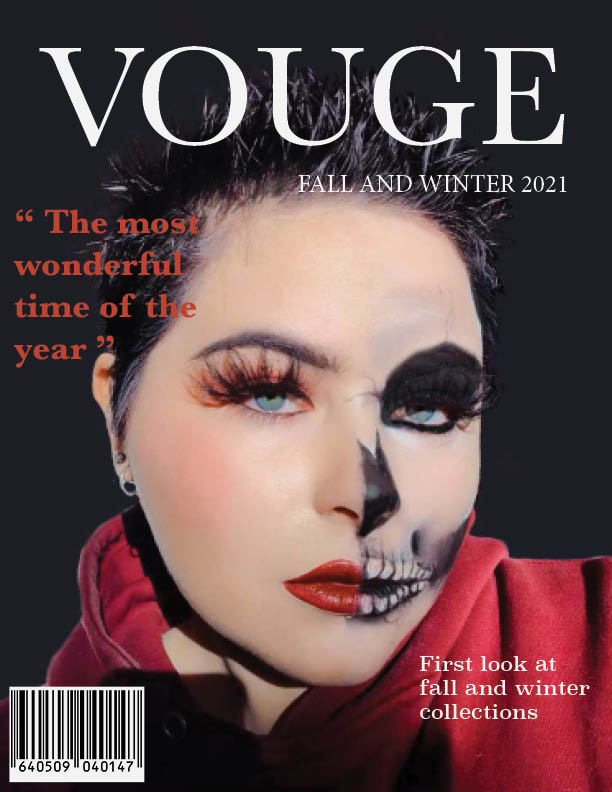 VOUGE
FALL AND WINTER 2021
“ The most
wonderful
time of the
year ”
First look at
fall and winter
collections
640509 040147